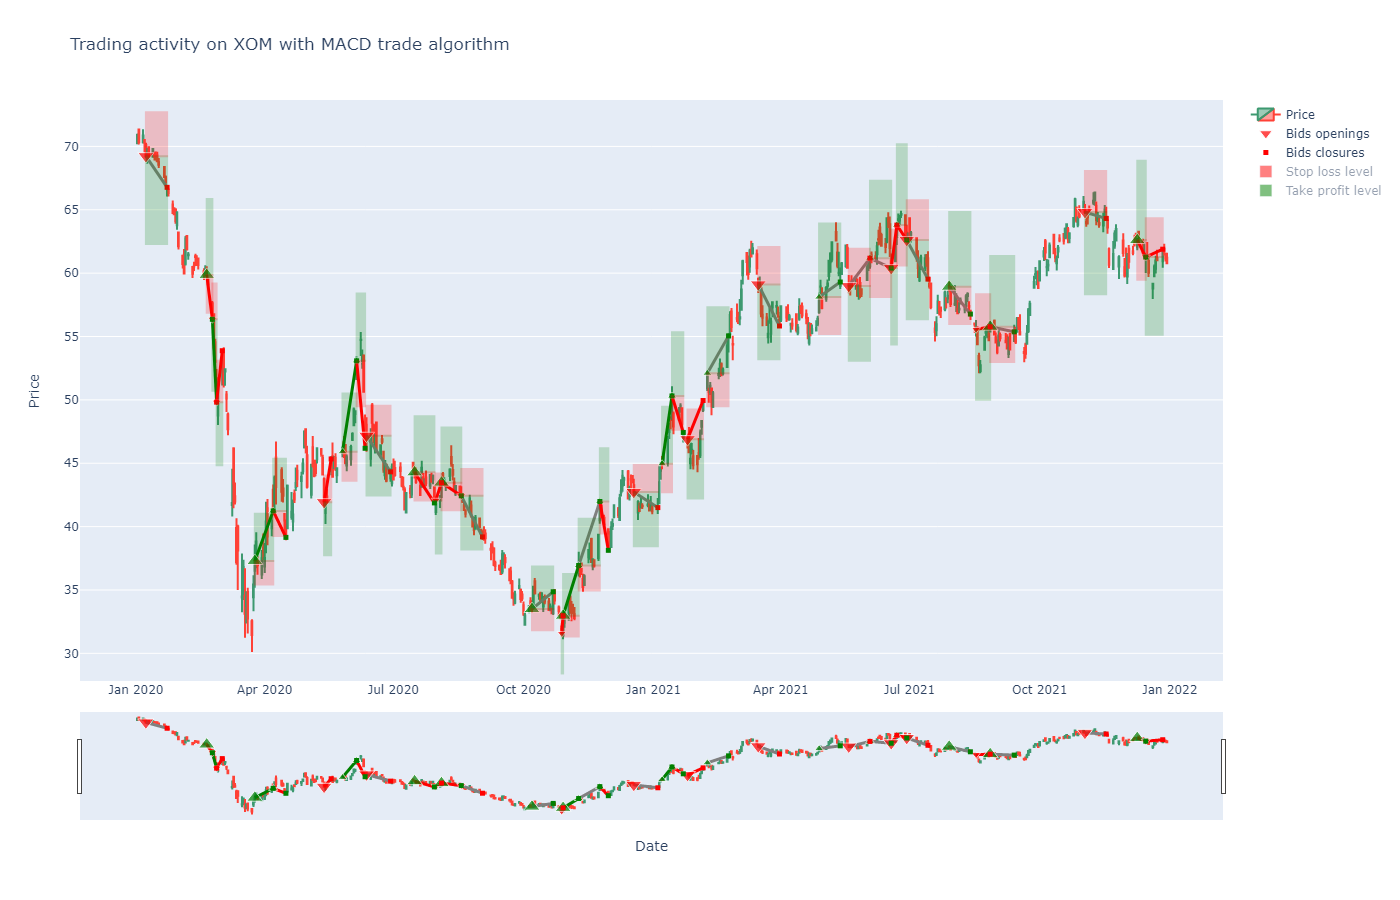 Trading activity on XOM with MACD trade algorithm
Price
Bids openings
Bids closures
Stop loss level
Take profit level
Price
70
65
60
55
50
45
40
35
30
Jan 2020
Apr 2020
Jul 2020
Oct 2020
Jan 2021
Apr 2021
Jul 2021
Oct 2021
Jan 2022
Date